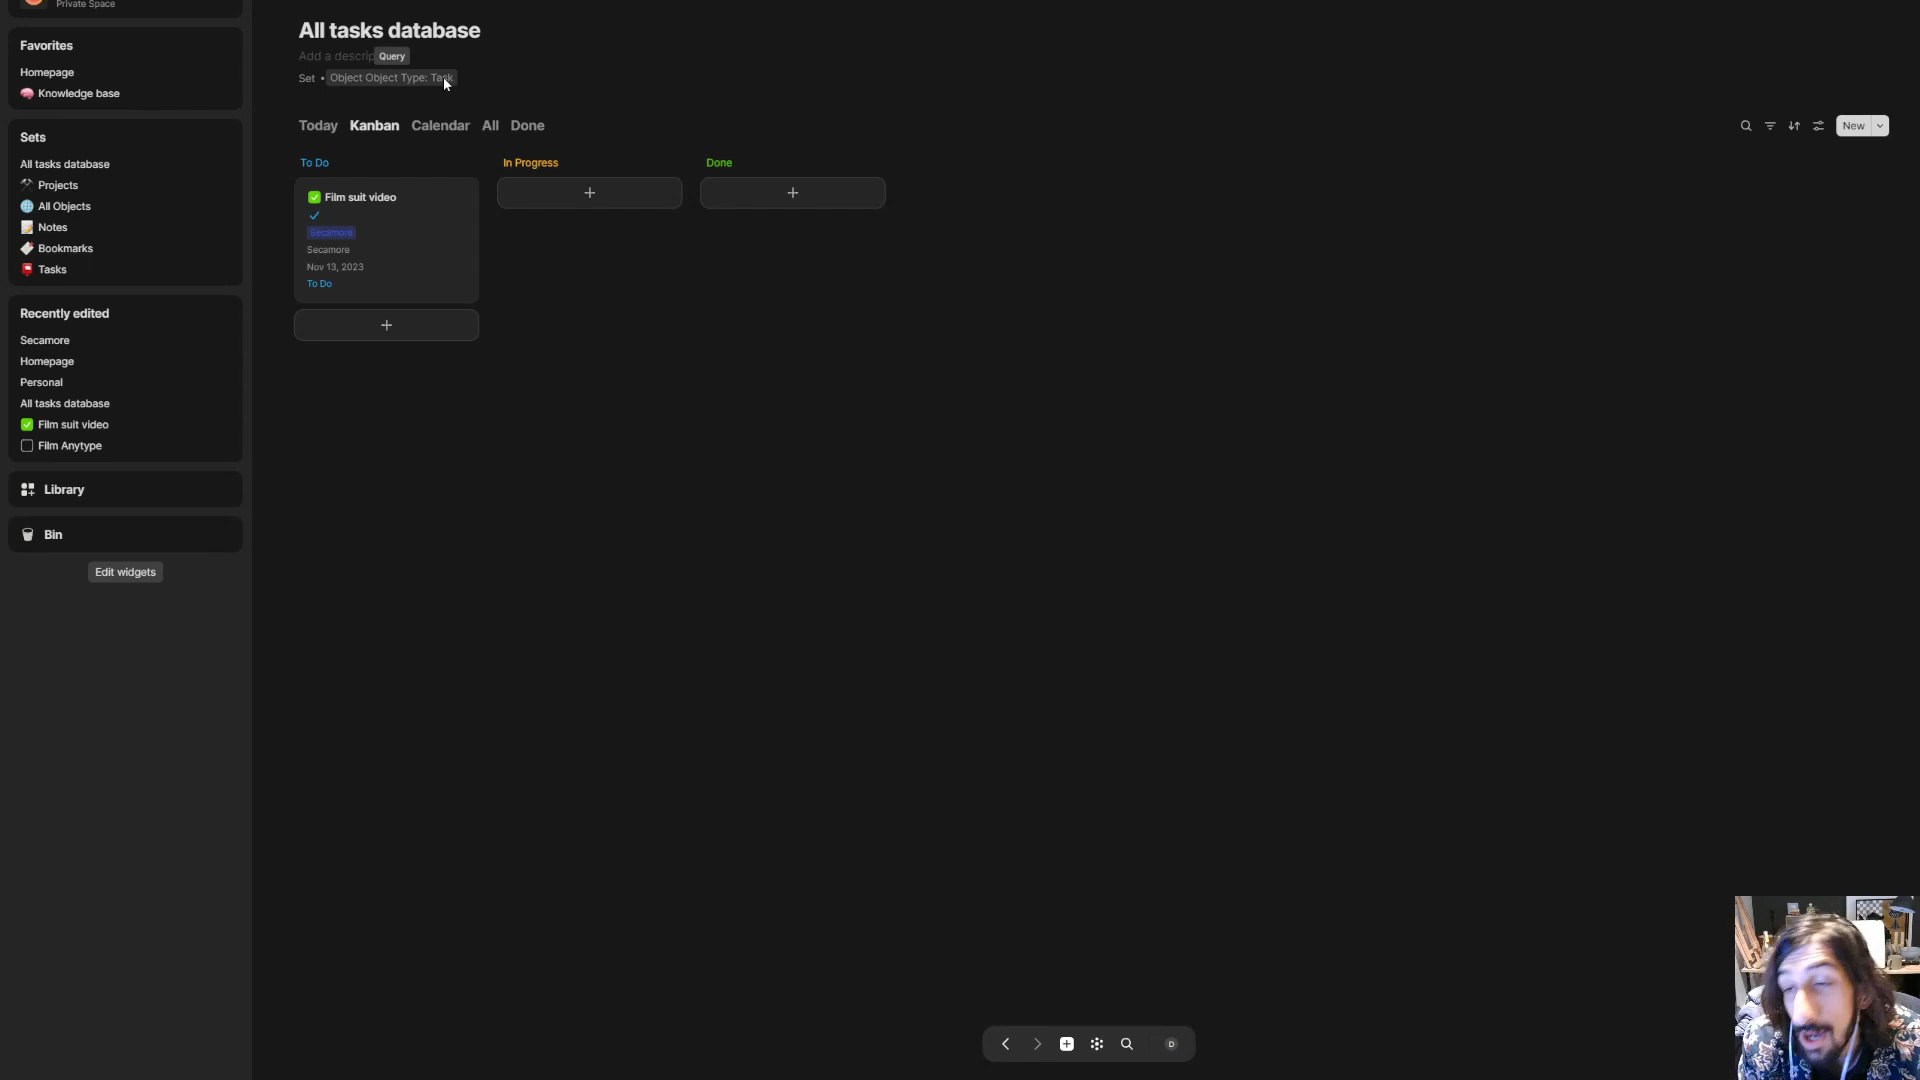 Private Space
Favorites
Homepage
Knowledge base
Sets
All tasks database
Projects
All Objects
Notes
Bookmarks
Tasks
Recently edited
Secamore
Homepage
Personal
All tasks database
Film suit video
Film Anytype
Library
Bin
Edit widgets
All tasks database
Add a descrip
Query
Set • Object Object Type: Task
Today Kanban Calendar All Done
New
To Do In Progress Done
Film suit video
Secamore
Secamore
Nov 13, 2023
To Do
D